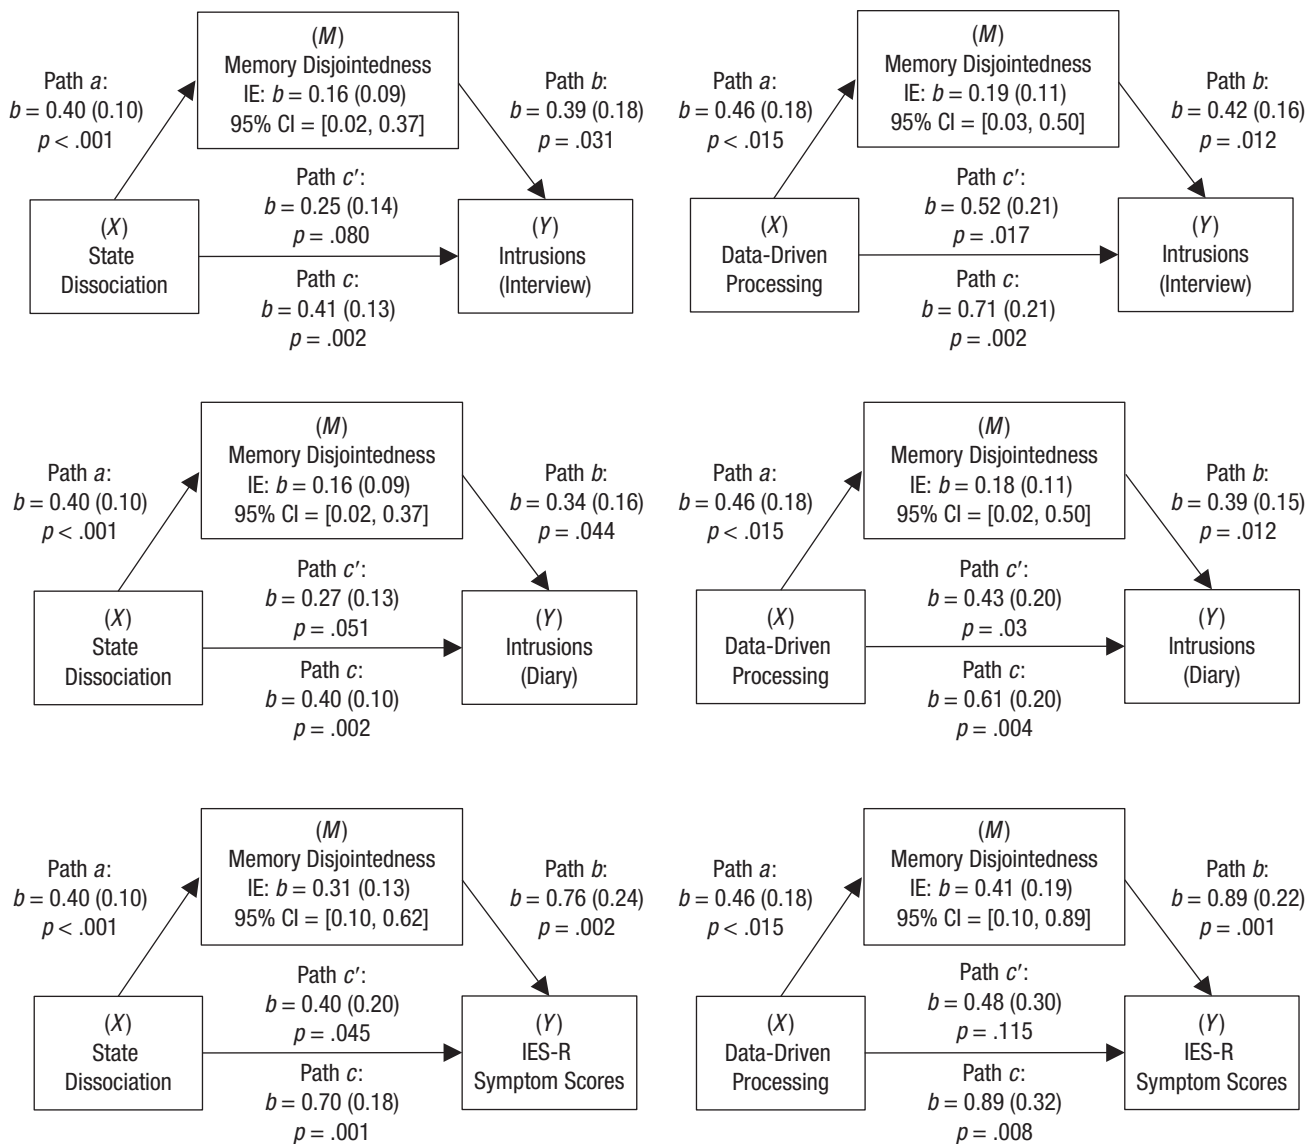 (M)
Memory Disjointedness
IE: b = 0.16 (0.09)
95% CI = [0.02, 0.37]
Path a:
b = 0.40 (0.10)
p < .001
Path b:
b = 0.39 (0.18)
p = .031
(X)
State
Dissociation
Path c′:
b = 0.25 (0.14)
p = .080
Path c:
b = 0.41 (0.13)
p = .002
(Y)
Intrusions
(Interview)
(M)
Memory Disjointedness
IE: b = 0.19 (0.11)
95% CI = [0.03, 0.50]
Path a:
b = 0.46 (0.18)
p < .015
Path b:
b = 0.42 (0.16)
p = .012
(X)
Data-Driven
Processing
Path c′:
b = 0.52 (0.21)
p = .017
Path c:
b = 0.71 (0.21)
p = .002
(Y)
Intrusions
(Interview)
(M)
Memory Disjointedness
IE: b = 0.16 (0.09)
95% CI = [0.02, 0.37]
Path a:
b = 0.40 (0.10)
p < .001
Path b:
b = 0.34 (0.16)
p = .044
(X)
State
Dissociation
Path c′:
b = 0.27 (0.13)
p = .051
Path c:
b = 0.40 (0.10)
p = .002
(Y)
Intrusions
(Diary)
(M)
Memory Disjointedness
IE: b = 0.18 (0.11)
95% CI = [0.02, 0.50]
Path a:
b = 0.46 (0.18)
p < .015
Path b:
b = 0.39 (0.15)
p = .012
(X)
Data-Driven
Processing
Path c′:
b = 0.43 (0.20)
p = .03
Path c:
b = 0.61 (0.20)
p = .004
(Y)
Intrusions
(Diary)
(M)
Memory Disjointedness
IE: b = 0.31 (0.13)
95% CI = [0.10, 0.62]
Path a:
b = 0.40 (0.10)
p < .001
Path b:
b = 0.76 (0.24)
p = .002
(X)
State
Dissociation
Path c′:
b = 0.40 (0.20)
p = .045
Path c:
b = 0.70 (0.18)
p = .001
(Y)
IES-R
Symptom Scores
(M)
Memory Disjointedness
IE: b = 0.41 (0.19)
95% CI = [0.10, 0.89]
Path a:
b = 0.46 (0.18)
p < .015
Path b:
b = 0.89 (0.22)
p = .001
(X)
Data-Driven
Processing
Path c′:
b = 0.48 (0.30)
p = .115
Path c:
b = 0.89 (0.32)
p = .008
(Y)
IES-R
Symptom Scores